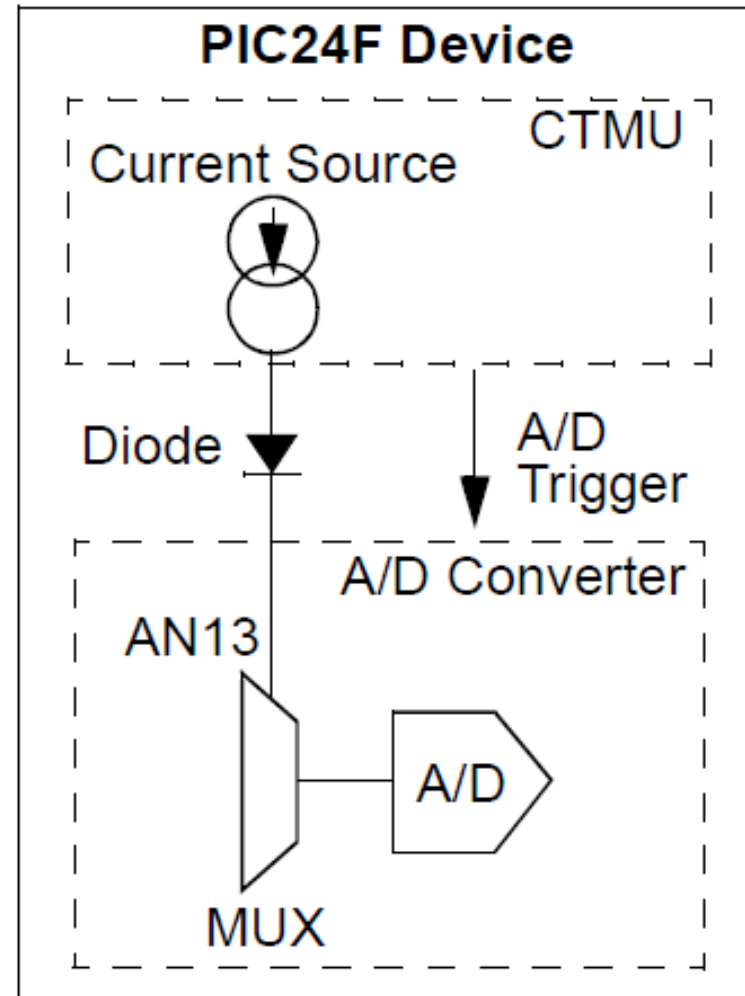 PIC24F Device
CTMU
Current Source
Diode
A/D
Trigger
A/D Converter
AN13
A/D
MUX